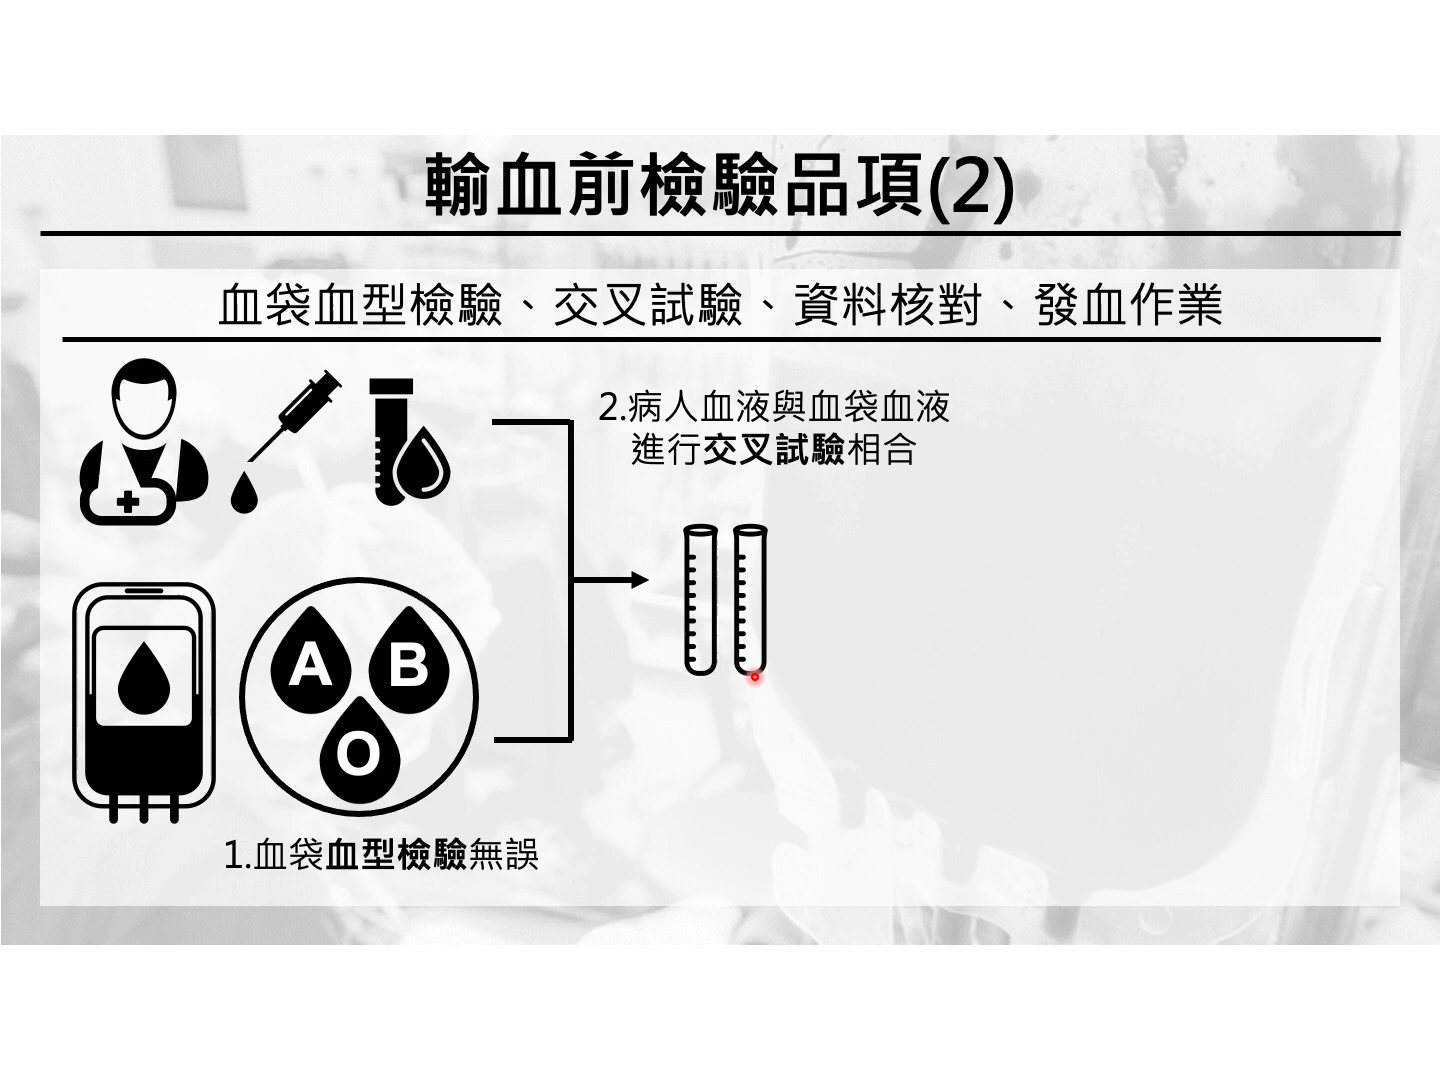 輸血前檢驗品項(2)
血袋血型檢驗、交叉試驗、資料核對、發血作業
2.病人血液與血袋血液
進行交叉試驗相合
A
B
O
1.血袋血型檢驗無誤